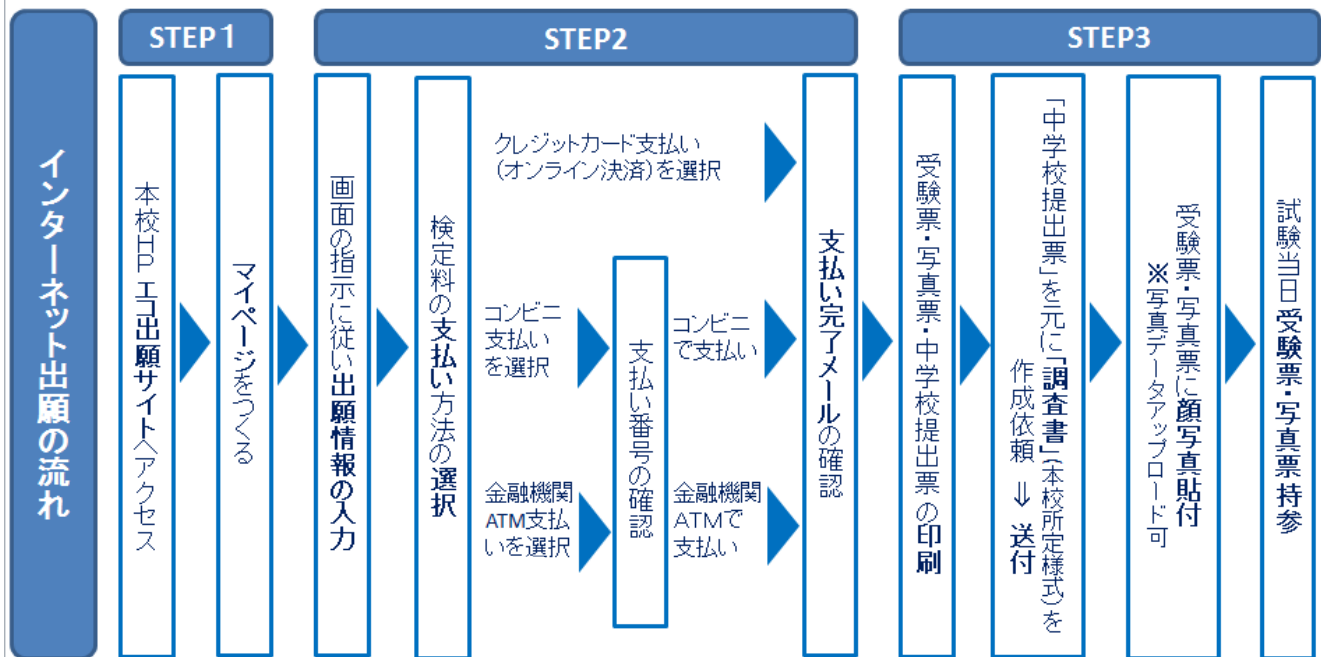 インターネット出願の流れ
STEP1
本校HPエコ出願サイトへアクセス
マイページをつくる
STEP2
画面の指示に従い出願情報の入力
検定料の支払い方法の選択
クレジットカード支払い
(オンライン決済)を選択
コンビニ
支払い
を選択
金融機関
ATM支払
いを選択
支払い番号の確認
コンビニ
で支払い
金融機関
ATMで
支払い
支払い完了メールの確認
STEP3
受験票・写真票・中学校提出票の印刷
「中学校提出票」を元に「調査書」(本校所定様式)を
作成依頼 ⇒ 送付
受験票・写真票に顔写真貼付
※写真データアップロード可
試験当日受験票・写真票持参